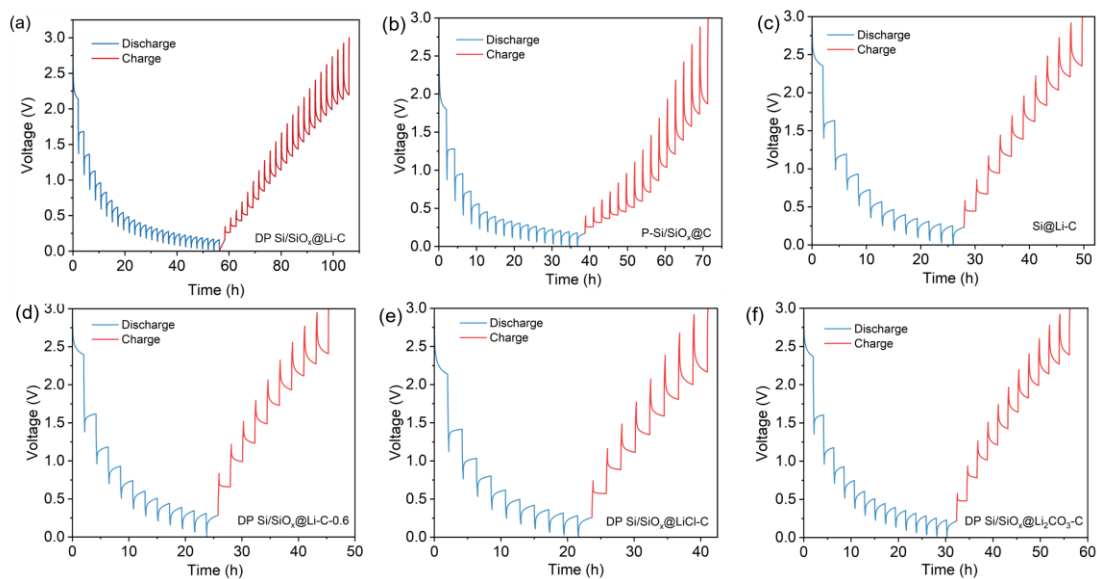 (a)
Discharge
Charge
Voltage (V)
3.0
2.5
2.0
1.5
1.0
0.5
0.0
DP Si/SiOₓ@Li-C
0 20 40 60 80 100
Time (h)
(b)
Discharge
Charge
Voltage (V)
3.0
2.5
2.0
1.5
1.0
0.5
0.0
P-Si/SiOₓ@C
0 10 20 30 40 50 60 70
Time (h)
(c)
Discharge
Charge
Voltage (V)
3.0
2.5
2.0
1.5
1.0
0.5
0.0
Si@Li-C
0 10 20 30 40 50
Time (h)
(d)
Discharge
Charge
Voltage (V)
3.0
2.5
2.0
1.5
1.0
0.5
0.0
DP Si/SiOₓ@Li-C-0.6
0 10 20 30 40 50
Time (h)
(e)
Discharge
Charge
Voltage (V)
3.0
2.5
2.0
1.5
1.0
0.5
0.0
DP Si/SiOₓ@LiCl-C
0 10 20 30 40
Time (h)
(f)
Discharge
Charge
Voltage (V)
3.0
2.5
2.0
1.5
1.0
0.5
0.0
DP Si/SiOₓ@Li₂CO₃-C
0 10 20 30 40 50 60
Time (h)